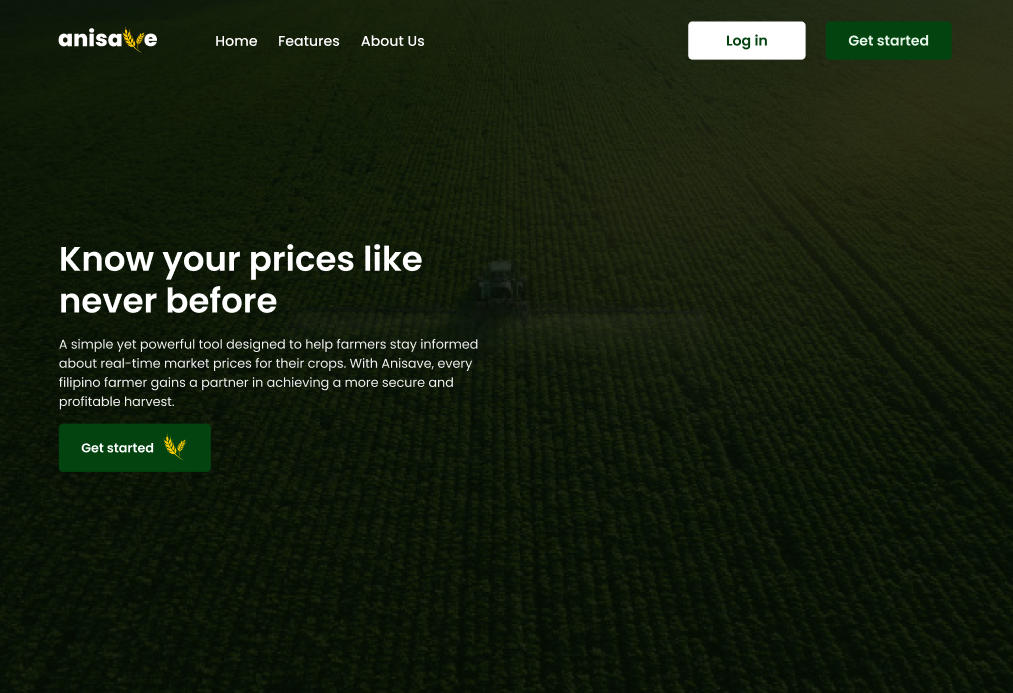 anisave
Home Features About Us
Log in
Get started
Know your prices like
never before
A simple yet powerful tool designed to help farmers stay informed
about real-time market prices for their crops. With Anisave, every
filipino farmer gains a partner in achieving a more secure and
profitable harvest.
Get started